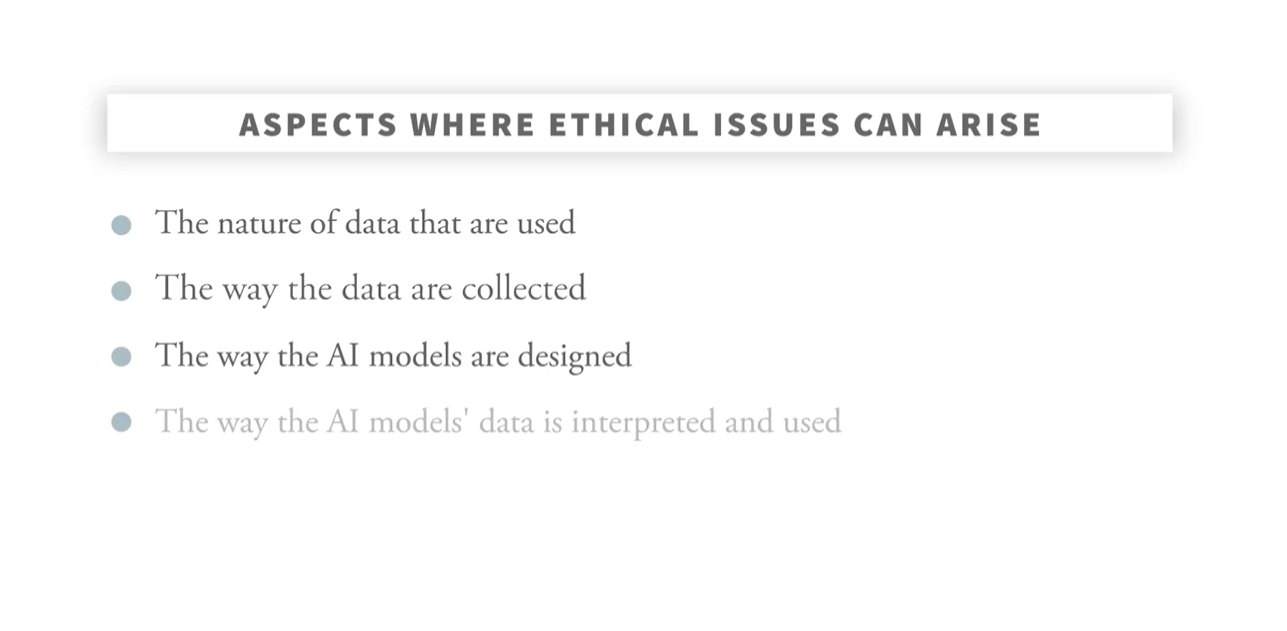 ASPECTS WHERE ETHICAL ISSUES CAN ARISE
The nature of data that are used
The way the data are collected
The way the AI models are designed
The way the AI models' data is interpreted and used